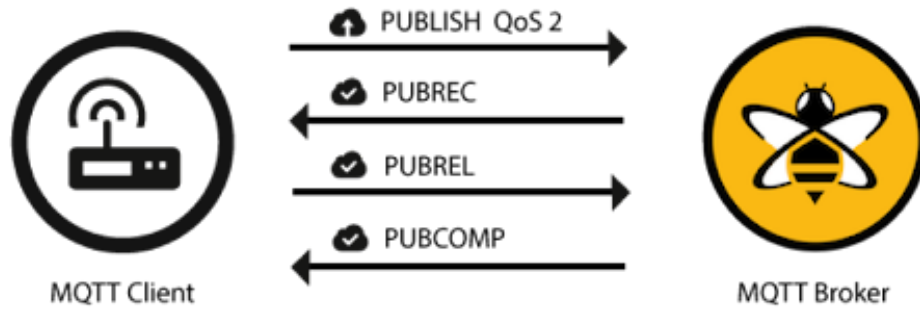 PUBLISH QoS 2
PUBREC
PUBREL
PUBCOMP
MQTT Client
MQTT Broker